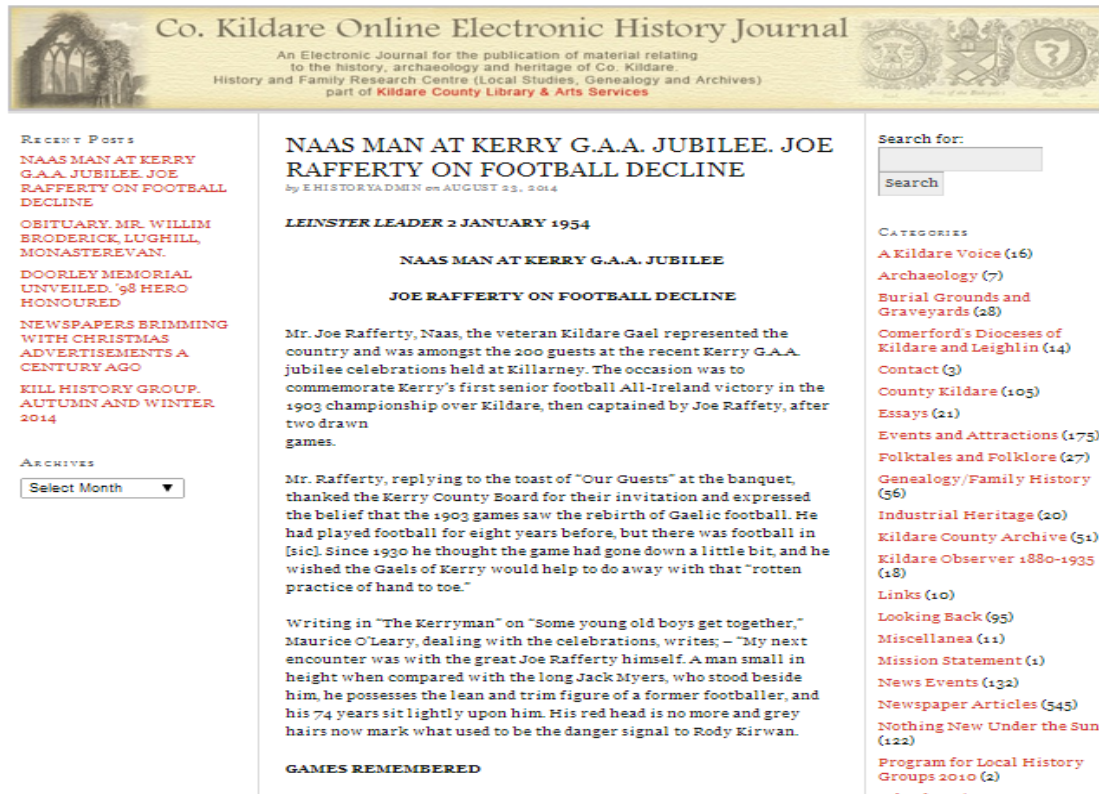 Co. Kildare Online Electronic History Journal
An Electronic Journal for the publication of material relating
to the history, archaeology and heritage of Co. Kildare.
History and Family Research Centre (Local Studies, Genealogy and Archives)
part of Kildare County Library & Arts Services
RECENT POSTS
NAAS MAN AT KERRY
G.A.A. JUBILEE. JOE
RAFFERTY ON FOOTBALL
DECLINE
OBITUARY. MR. WILLIM
BRODERICK, LUGHILL,
MONASTEREVAN.
DOORLEY MEMORIAL
UNVEILED. '98 HERO
HONOURED
NEWSPAPERS BRIMMING
WITH CHRISTMAS
ADVERTISEMENTS A
CENTURY AGO
KILL HISTORY GROUP.
AUTUMN AND WINTER
2014
ARCHIVES
Select Month
NAAS MAN AT KERRY G.A.A. JUBILEE. JOE
RAFFERTY ON FOOTBALL DECLINE
by EHISTORYADMIN on AUGUST 23, 2014
LEINSTER LEADER 2 JANUARY 1954
NAAS MAN AT KERRY G.A.A. JUBILEE
JOE RAFFERTY ON FOOTBALL DECLINE
Mr. Joe Rafferty, Naas, the veteran Kildare Gael represented the
country and was amongst the 200 guests at the recent Kerry G.A.A.
jubilee celebrations held at Killarney. The occasion was to
commemorate Kerry's first senior football All-Ireland victory in the
1903 championship over Kildare, then captained by Joe Raffety, after
two drawn
games.
Mr. Rafferty, replying to the toast of "Our Guests" at the banquet,
thanked the Kerry County Board for their invitation and expressed
the belief that the 1903 games saw the rebirth of Gaelic football. He
had played football for eight years before, but there was football in
[sic]. Since 1930 he thought the game had gone down a little bit, and he
wished the Gaels of Kerry would help to do away with that "rotten
practice of hand to toe."
Writing in "The Kerryman" on "Some young old boys get together,"
Maurice O'Leary, dealing with the celebrations, writes; – "My next
encounter was with the great Joe Rafferty himself. A man small in
height when compared with the long Jack Myers, who stood beside
him, he possesses the lean and trim figure of a former footballer, and
his 74 years sit lightly upon him. His red head is no more and grey
hairs now mark what used to be the danger signal to Rody Kirwan.
GAMES REMEMBERED
Search for:
Search
CATEGORIES
A Kildare Voice (16)
Archaeology (7)
Burial Grounds and
Graveyards (28)
Comerford's Dioceses of
Kildare and Leighlin (14)
Contact (3)
County Kildare (105)
Essays (21)
Events and Attractions (175)
Folktales and Folklore (27)
Genealogy/Family History
(56)
Industrial Heritage (20)
Kildare County Archive (51)
Kildare Observer 1880-1935
(18)
Links (10)
Looking Back (95)
Miscellanea (11)
Mission Statement (1)
News Events (132)
Newspaper Articles (545)
Nothing New Under the Sun
(122)
Program for Local History
Groups 2010 (2)